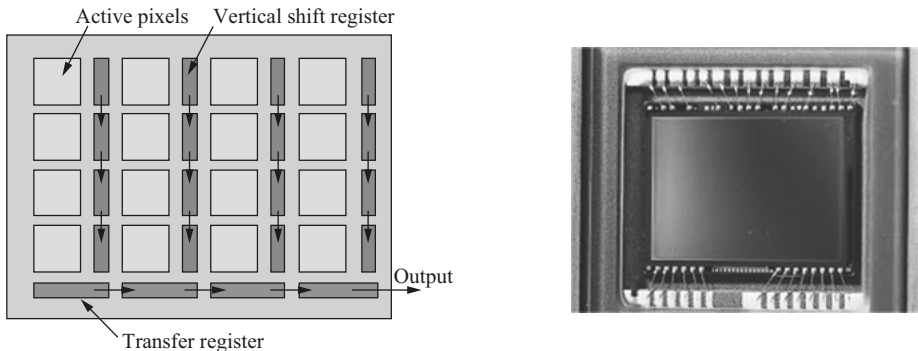 Active pixels
Vertical shift register
Output
Transfer register